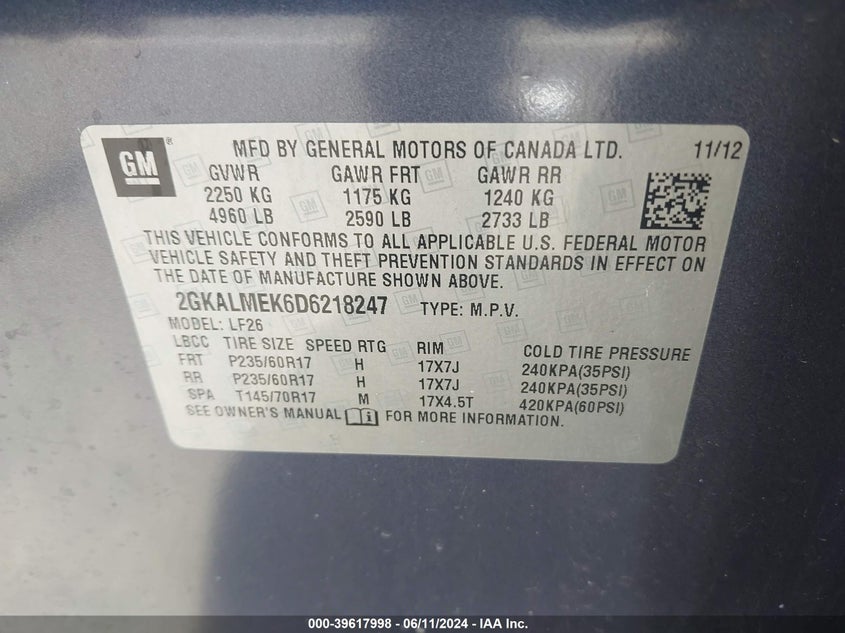 GM ® MFD BY GENERAL MOTORS OF CANADA LTD. 11/12
GVWR GAWR FRT GAWR RR
2250 KG 1175 KG 1240 KG
4960 LB 2590 LB 2733 LB
THIS VEHICLE CONFORMS TO ALL APPLICABLE U.S. FEDERAL MOTOR
VEHICLE SAFETY AND THEFT PREVENTION STANDARDS IN EFFECT ON
THE DATE OF MANUFACTURE SHOWN ABOVE.
2GKALMEK6D6218247 TYPE: M.P.V.
MODEL: LF26
LBCC TIRE SIZE SPEED RTG RIM COLD TIRE PRESSURE
FRT P235/60R17 H 17X7J 240KPA(35PSI)
RR P235/60R17 H 17X7J 240KPA(35PSI)
SPA T145/70R17 M 17X4.5T 420KPA(60PSI)
SEE OWNER'S MANUAL FOR MORE INFORMATION.
000-39617998 - 06/11/2024 - IAA Inc.